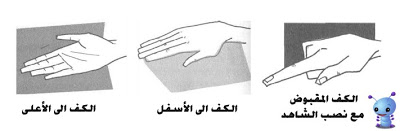 الكف المقبوض
مع نصب الشاهد
الكف الى الأسفل
الكف الى الأعلى